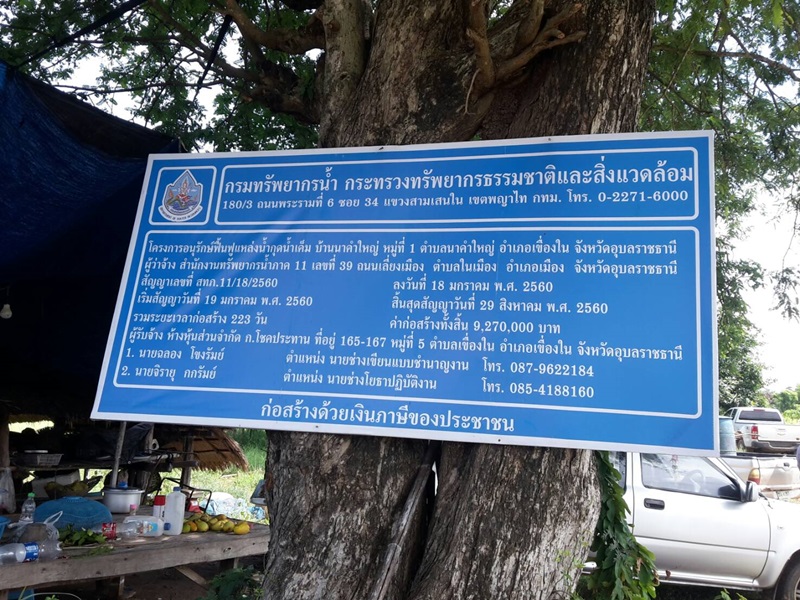 กรมทรัพยากรน้ำ กระทรวงทรัพยากรธรรมชาติและสิ่งแวดล้อม
180/3 ถนนพระรามที่ 6 ซอย 34 แขวงสามเสนใน เขตพญาไท กทม. โทร. 0-2271-6000
โครงการอนุรักษ์ฟื้นฟูแหล่งน้ำกุดน้ำเต็ม บ้านนาคำใหญ่ หมู่ที่ 1 ตำบลนาคำใหญ่ อำเภอเขื่องใน จังหวัดอุบลราชธานี
ผู้ว่าจ้าง สำนักงานทรัพยากรน้ำภาค 11 เลขที่ 39 ถนนเลี่ยงเมือง ตำบลในเมือง อำเภอเมือง จังหวัดอุบลราชธานี
สัญญาเลขที่ สทภ.11/18/2560 ลงวันที่ 18 มกราคม พ.ศ. 2560
เริ่มสัญญาวันที่ 19 มกราคม พ.ศ. 2560 สิ้นสุดสัญญาวันที่ 29 สิงหาคม พ.ศ. 2560
รวมระยะเวลาก่อสร้าง 223 วัน ค่าก่อสร้างทั้งสิ้น 9,270,000 บาท
ผู้รับจ้าง ห้างหุ้นส่วนจำกัด ก.โชคประทาน ที่อยู่ 165-167 หมู่ที่ 5 ตำบลเขื่องใน อำเภอเขื่องใน จังหวัดอุบลราชธานี
1. นายฉลอง โขงรัมย์ ตำแหน่ง นายช่างเขียนแบบชำนาญงาน โทร. 087-9622184
2. นายจิรายุ กกรัมย์ ตำแหน่ง นายช่างโยธาปฏิบัติงาน โทร. 085-4188160
ก่อสร้างด้วยเงินภาษีของประชาชน